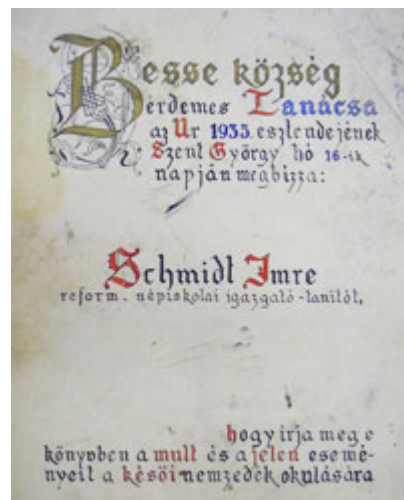 Besse község
érdemes Tanácsa
az Úr 1935. esztendejének
Szent György hó 16-ik
napján megbízza:
Schmidt Imre
reform. népiskolai igazgató-tanítót,
hogy írja meg e
könyvben a mult és a jelen esemé-
nyeit a késői nemzedék okulására